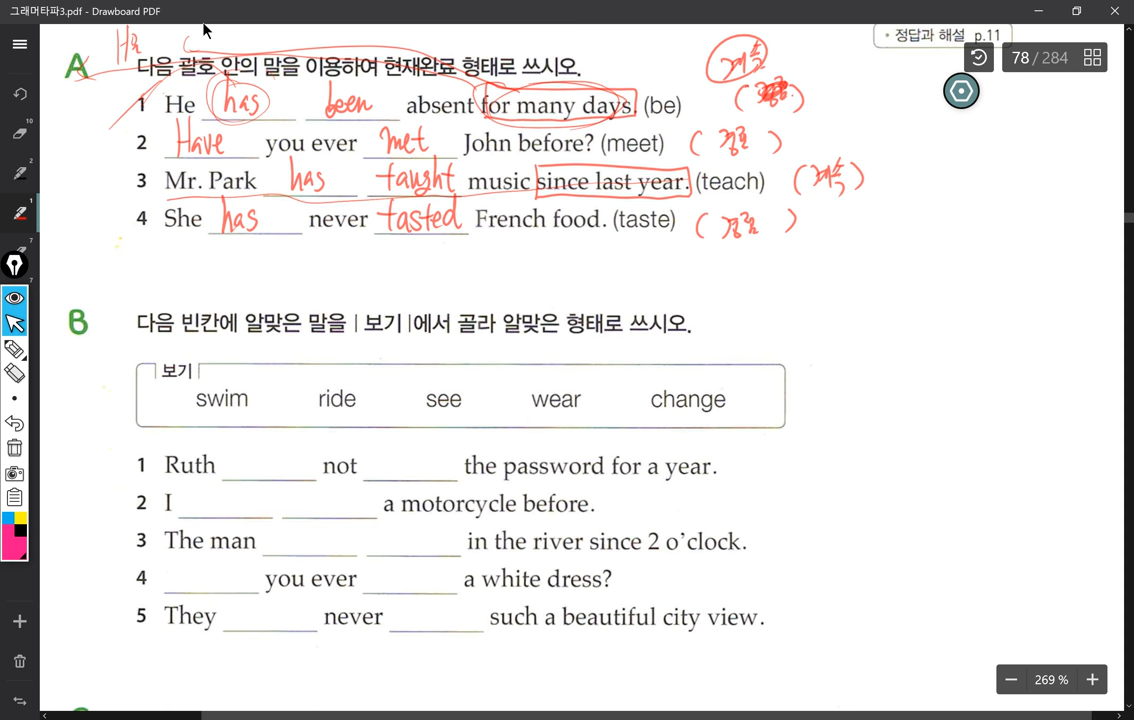 그래머타파3.pdf - Drawboard PDF
• 정답과 해설 p.11
78 / 284
A 다음 괄호 안의 말을 이용하여 현재완료 형태로 쓰시오. 계속
1 He has been absent for many days. (be)
2 Have you ever met John before? (meet) (경험)
3 Mr. Park has taught music since last year. (teach) (계속)
4 She has never tasted French food. (taste) (경험)
B 다음 빈칸에 알맞은 말을 | 보기 |에서 골라 알맞은 형태로 쓰시오.
보기
swim ride see wear change
1 Ruth not the password for a year.
2 I a motorcycle before.
3 The man in the river since 2 o'clock.
4 you ever a white dress?
5 They never such a beautiful city view.
269 %